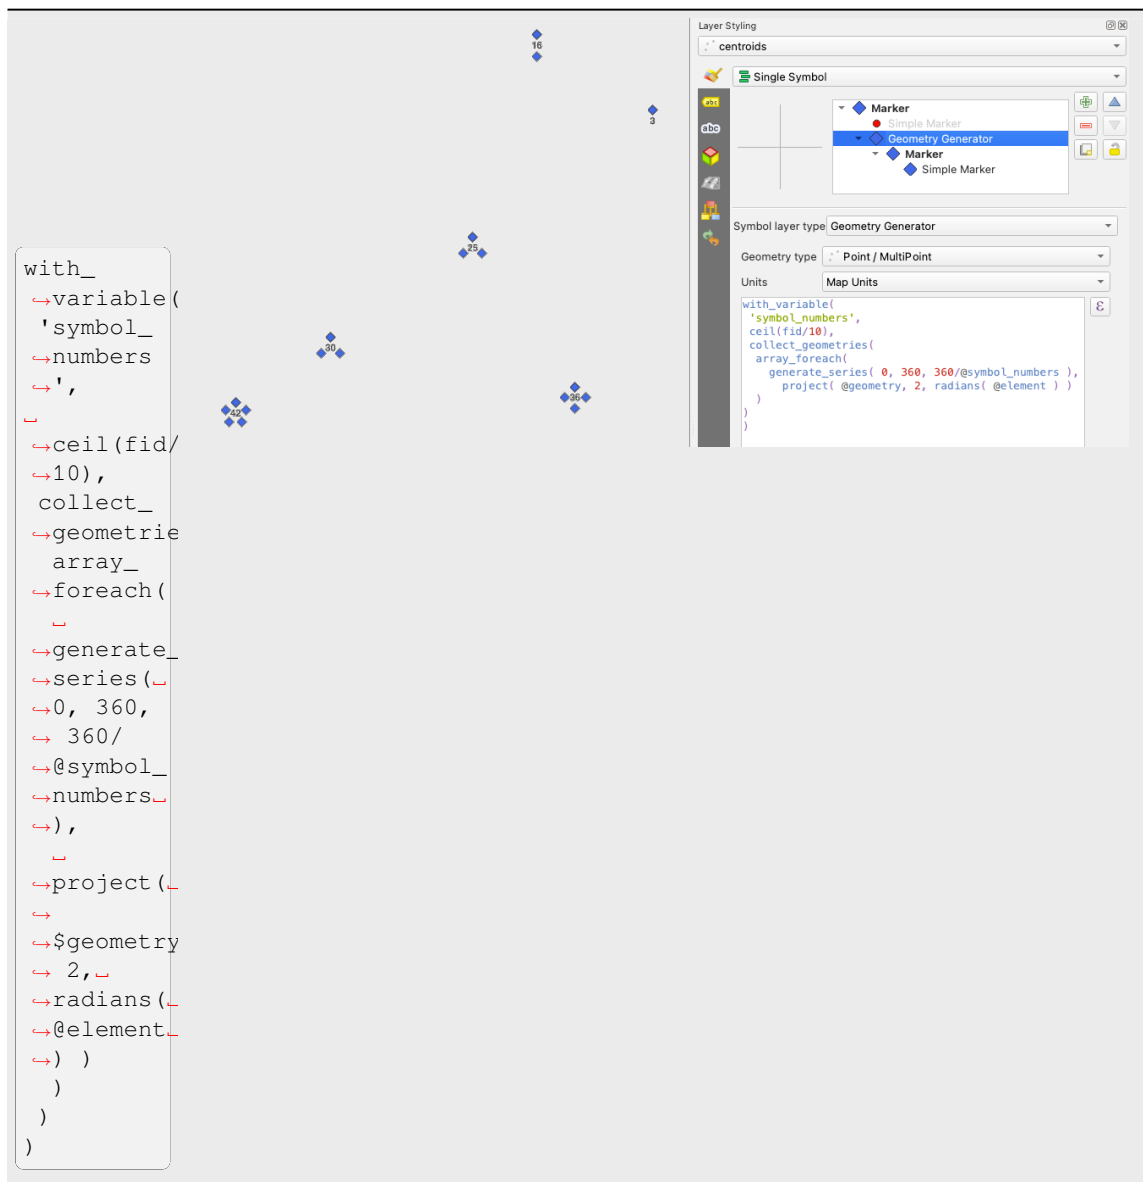 with_
↪variable(
'symbol_
↪numbers
↪',
␣
↪ceil(fid/
↪10),
collect_
↪geometrie
array_
↪foreach(
␣
↪generate_
↪series(␣
↪0, 360,
↪ 360/
↪@symbol_
↪numbers␣
↪),
␣
↪project(␣
↪
↪$geometry
↪ 2,␣
↪radians(␣
↪@element␣
↪) )
)
)
)
16
3
25
30
36
42
Layer Styling
centroids
Single Symbol
abc
abc
Marker
Simple Marker
Geometry Generator
Marker
Simple Marker
Symbol layer type Geometry Generator
Geometry type Point / MultiPoint
Units Map Units
with_variable(
'symbol_numbers',
ceil(fid/10),
collect_geometries(
array_foreach(
generate_series( 0, 360, 360/@symbol_numbers ),
project( @geometry, 2, radians( @element ) )
)
)
)
ε